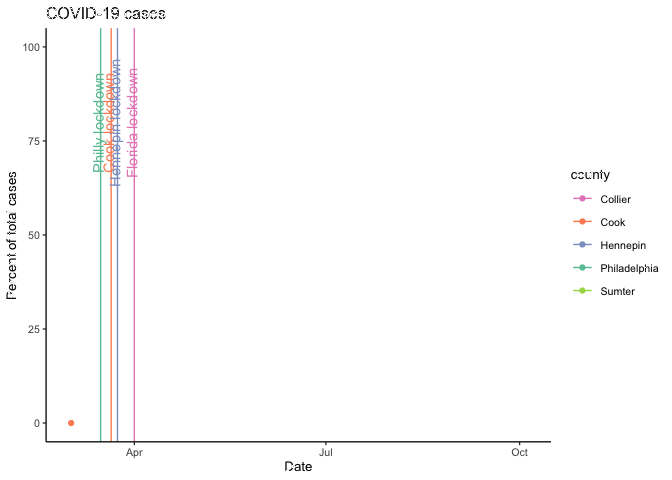 COVID-19 cases
100
75
50
25
0
Percent of total cases
Philly lockdown
Cook lockdown
Hennepin lockdown
Florida lockdown
Apr
Jul
Oct
Date
county
Collier
Cook
Hennepin
Philadelphia
Sumter